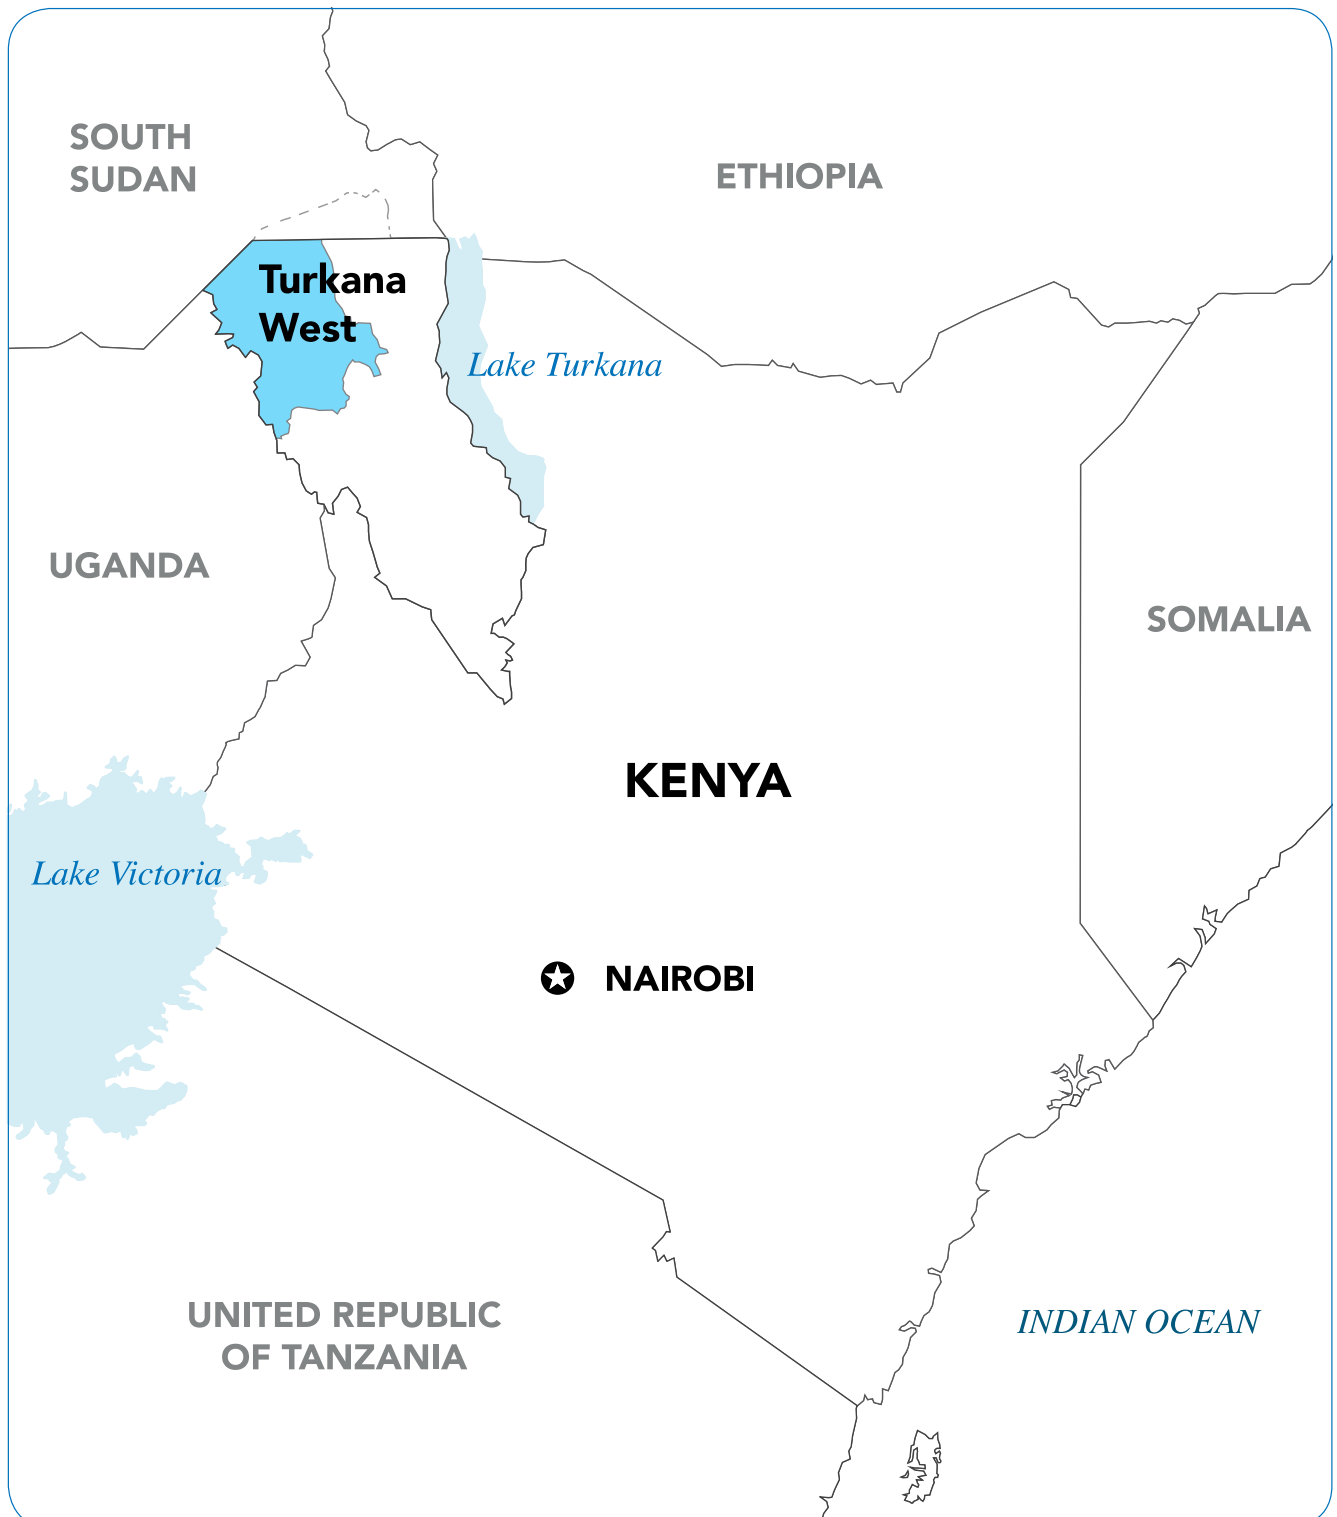 SOUTH
SUDAN
ETHIOPIA
Turkana
West
Lake Turkana
UGANDA
SOMALIA
KENYA
Lake Victoria
NAIROBI
UNITED REPUBLIC
OF TANZANIA
INDIAN OCEAN